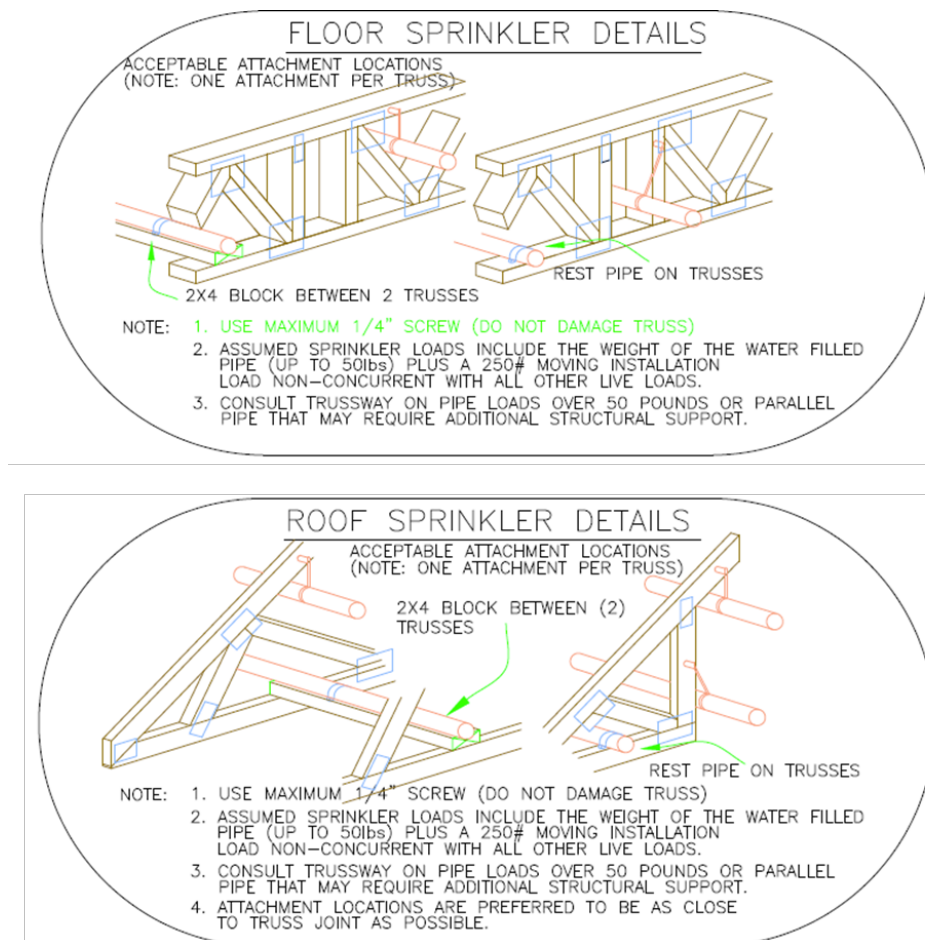 FLOOR SPRINKLER DETAILS
ACCEPTABLE ATTACHMENT LOCATIONS
(NOTE: ONE ATTACHMENT PER TRUSS)
REST PIPE ON TRUSSES
2X4 BLOCK BETWEEN 2 TRUSSES
NOTE: 1. USE MAXIMUM 1/4" SCREW (DO NOT DAMAGE TRUSS)
2. ASSUMED SPRINKLER LOADS INCLUDE THE WEIGHT OF THE WATER FILLED
PIPE (UP TO 50lbs) PLUS A 250# MOVING INSTALLATION
LOAD NON-CONCURRENT WITH ALL OTHER LIVE LOADS.
3. CONSULT TRUSSWAY ON PIPE LOADS OVER 50 POUNDS OR PARALLEL
PIPE THAT MAY REQUIRE ADDITIONAL STRUCTURAL SUPPORT.
ROOF SPRINKLER DETAILS
ACCEPTABLE ATTACHMENT LOCATIONS
(NOTE: ONE ATTACHMENT PER TRUSS)
2X4 BLOCK BETWEEN (2)
TRUSSES
REST PIPE ON TRUSSES
NOTE: 1. USE MAXIMUM 1/4" SCREW (DO NOT DAMAGE TRUSS)
2. ASSUMED SPRINKLER LOADS INCLUDE THE WEIGHT OF THE WATER FILLED
PIPE (UP TO 50lbs) PLUS A 250# MOVING INSTALLATION
LOAD NON-CONCURRENT WITH ALL OTHER LIVE LOADS.
3. CONSULT TRUSSWAY ON PIPE LOADS OVER 50 POUNDS OR PARALLEL
PIPE THAT MAY REQUIRE ADDITIONAL STRUCTURAL SUPPORT.
4. ATTACHMENT LOCATIONS ARE PREFERRED TO BE AS CLOSE
TO TRUSS JOINT AS POSSIBLE.